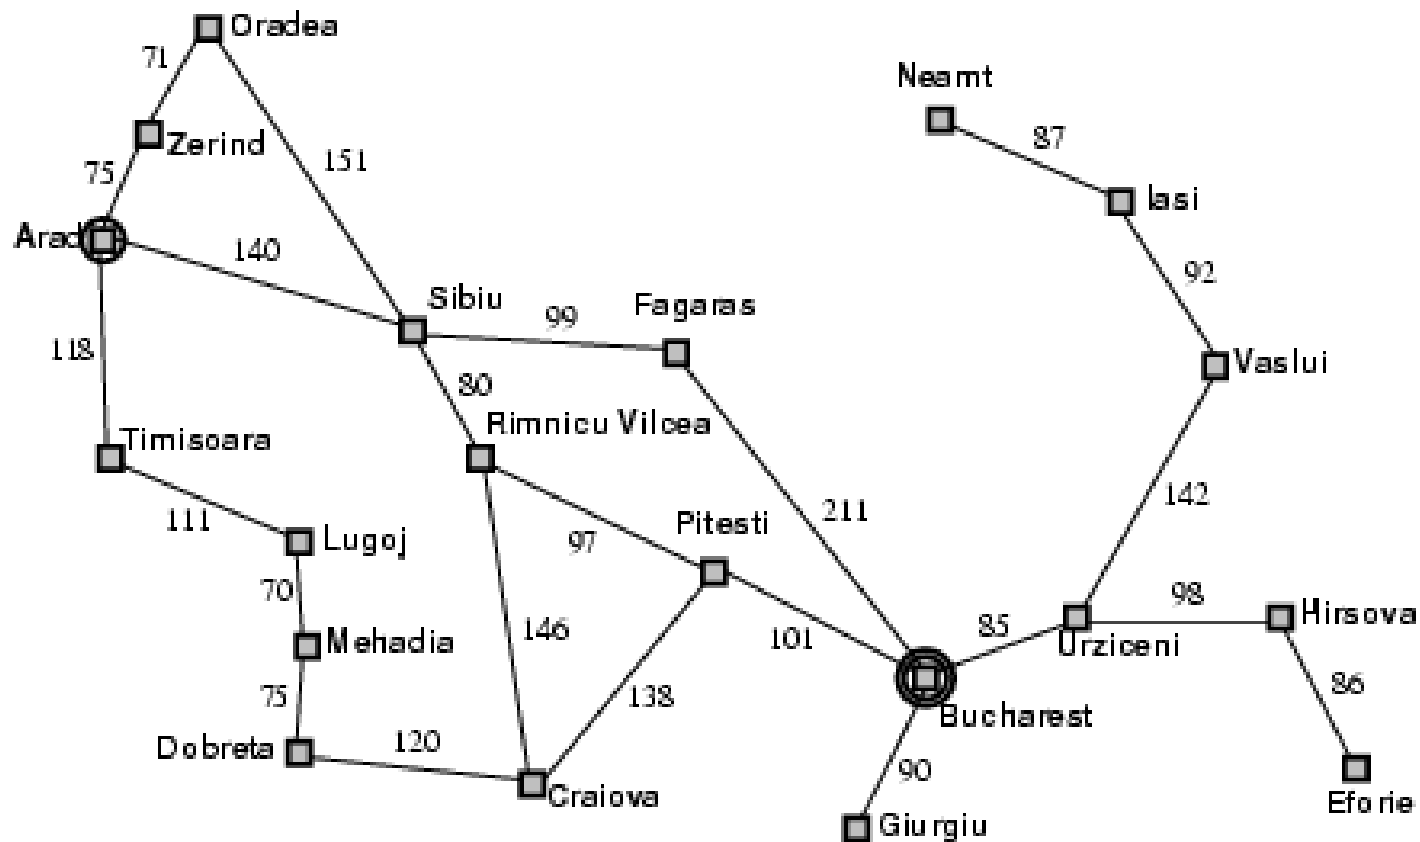 Oradea
71
Neamt
87
Zerind
151
75
Iasi
Arad
140
92
Sibiu
Fagaras
99
118
Vaslui
80
Rimnicu Vilcea
Timisoara
142
111
211
Pitesti
Lugoj
97
70
98
Hirsova
146
101
85
Mehadia
Urziceni
86
75
138
Bucharest
Dobreta
120
90
Craiova
Eforie
Giurgiu